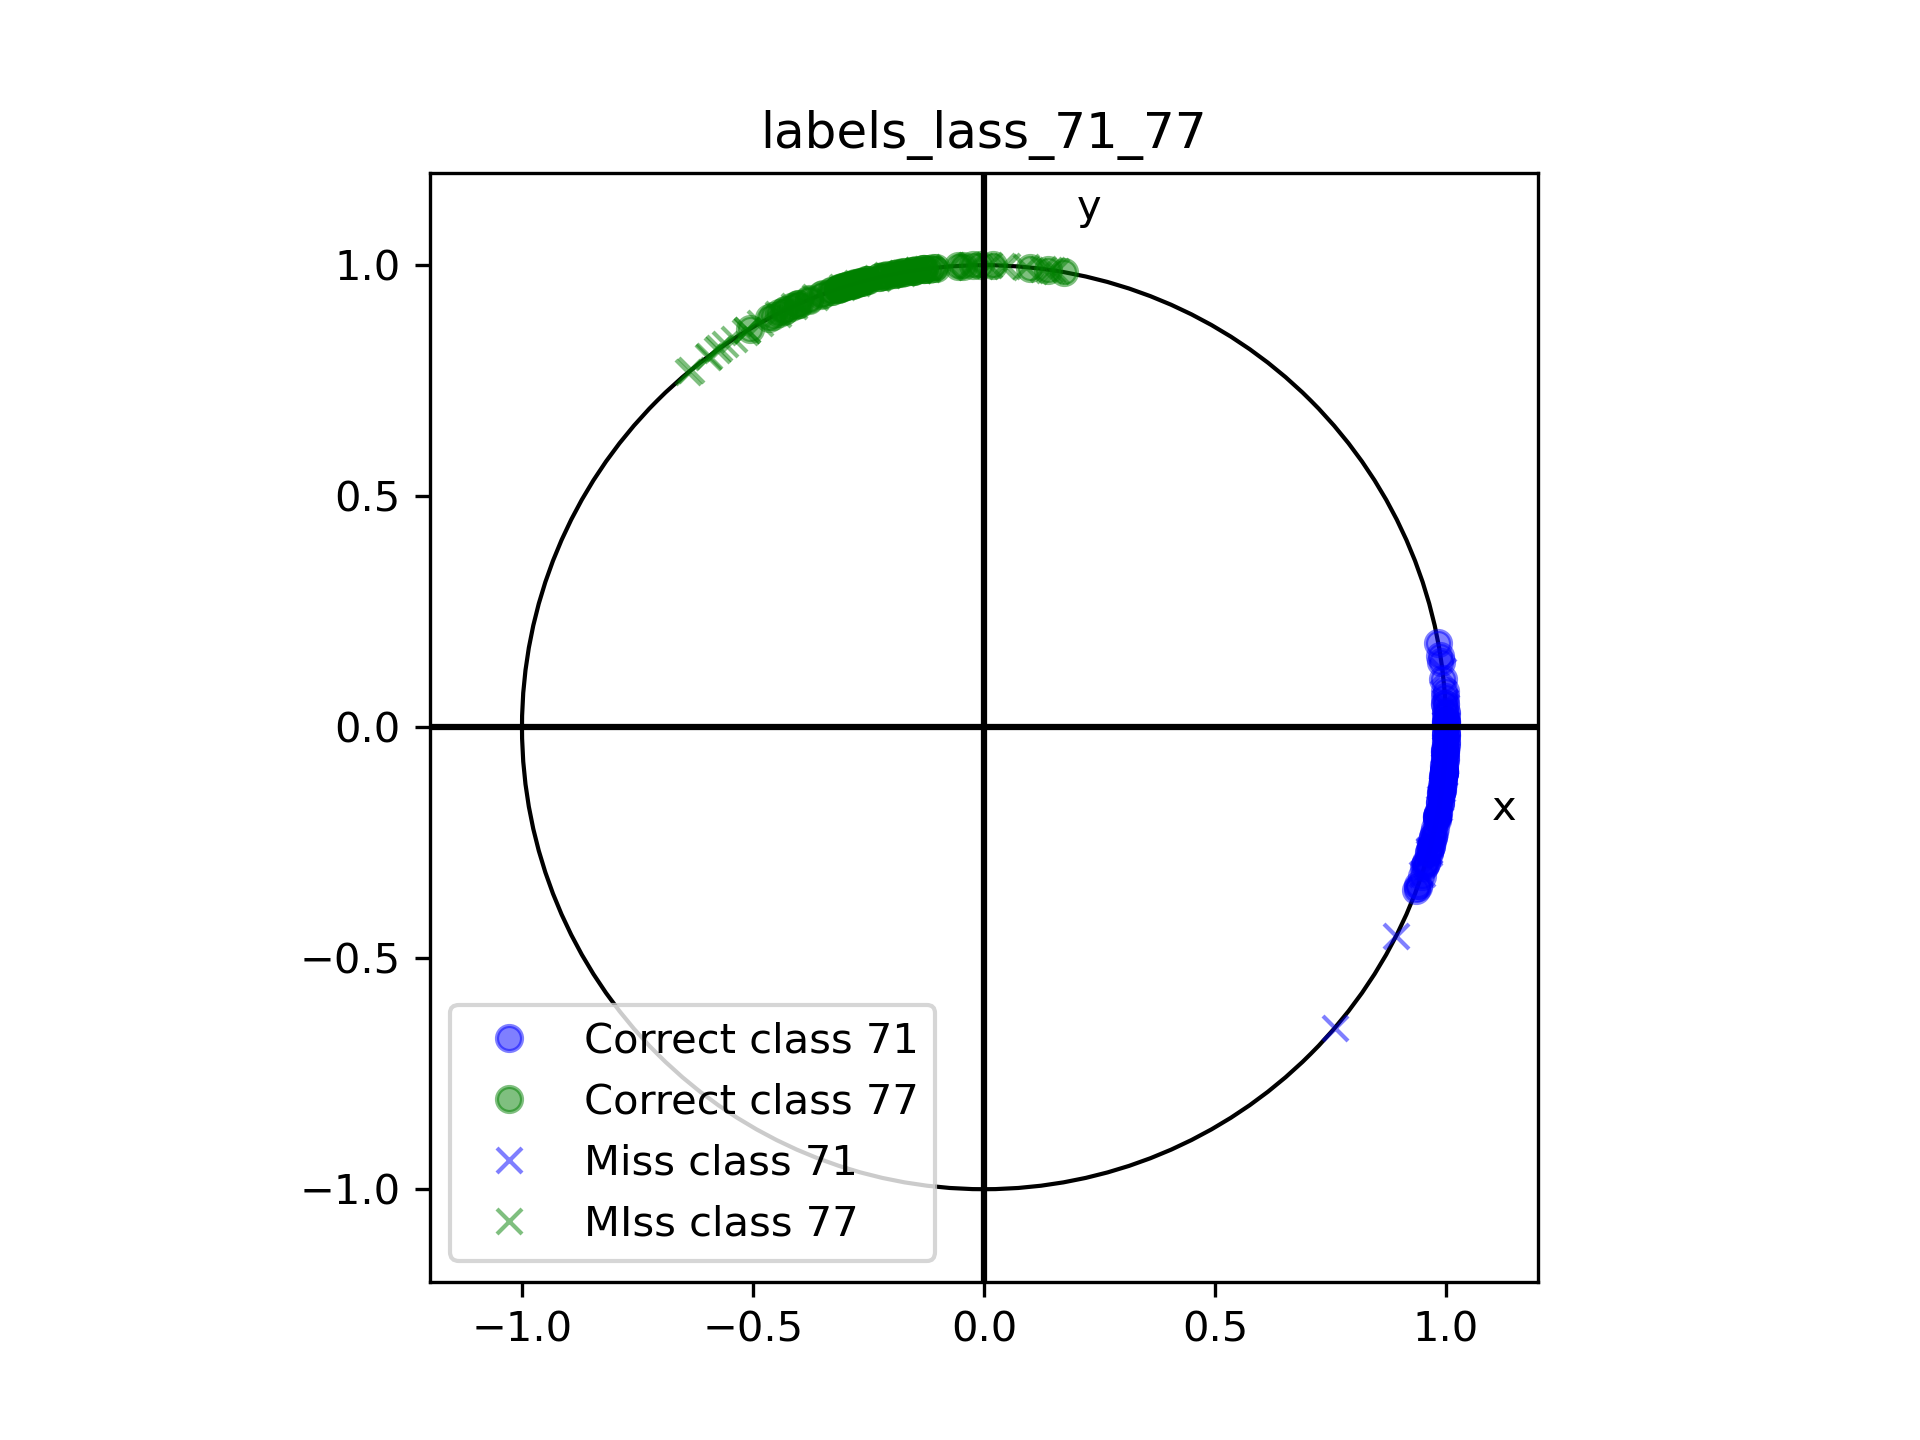 labels_lass_71_77
y
1.0
0.5
0.0
x
−0.5
−1.0
Correct class 71
Correct class 77
Miss class 71
MIss class 77
−1.0 −0.5 0.0 0.5 1.0